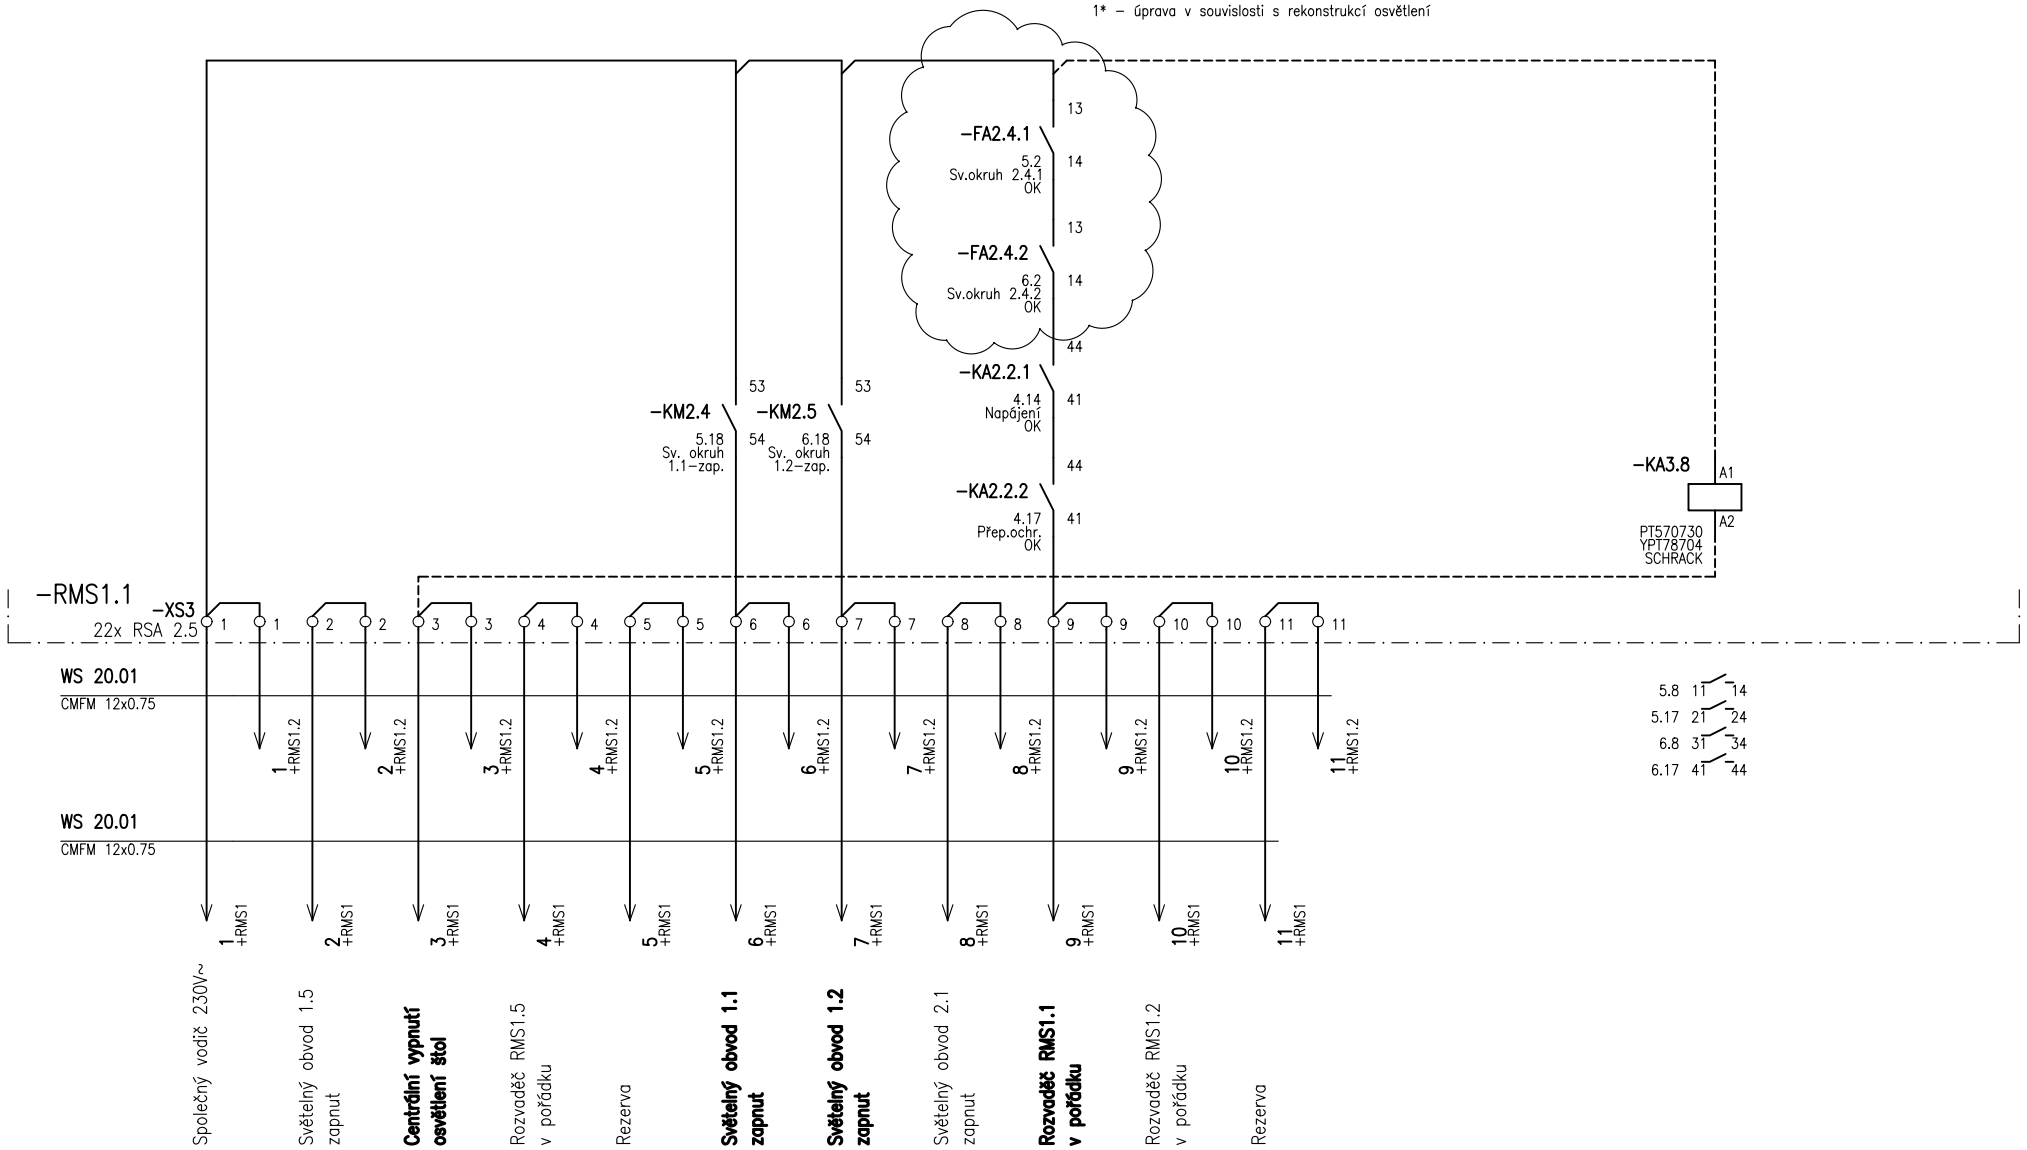 1* – úprava v souvislosti s rekonstrukcí osvětlení
13
–FA2.4.1
5.2
14
Sv.okruh 2.4.1
OK
13
–FA2.4.2
6.2
14
Sv.okruh 2.4.2
OK
44
–KA2.2.1
4.14
41
Napájení
OK
44
–KA2.2.2
4.17
41
Přep.ochr.
OK
53
–KM2.4
5.18
54
Sv. okruh
1.1–zap.
53
–KM2.5
6.18
54
Sv. okruh
1.2–zap.
–KA3.8
A1
A2
PT570730
YPT78704
SCHRACK
–RMS1.1
–XS3
22x RSA 2.5
1 1 2 2 3 3 4 4 5 5 6 6 7 7 8 8 9 9 10 10 11 11
WS 20.01
CMFM 12x0.75
1
+RMS1.2
2
+RMS1.2
3
+RMS1.2
4
+RMS1.2
5
+RMS1.2
6
+RMS1.2
7
+RMS1.2
8
+RMS1.2
9
+RMS1.2
10
+RMS1.2
11
+RMS1.2
5.8 11 14
5.17 21 24
6.8 31 34
6.17 41 44
WS 20.01
CMFM 12x0.75
1
+RMS1
2
+RMS1
3
+RMS1
4
+RMS1
5
+RMS1
6
+RMS1
7
+RMS1
8
+RMS1
9
+RMS1
10
+RMS1
11
+RMS1
Společný vodič 230V~
Světelný obvod 1.5
zapnut
Centrální vypnutí
osvětlení štol
Rozvaděč RMS1.5
v pořádku
Rezerva
Světelný obvod 1.1
zapnut
Světelný obvod 1.2
zapnut
Světelný obvod 2.1
zapnut
Rozvaděč RMS1.1
v pořádku
Rozvaděč RMS1.2
v pořádku
Rezerva